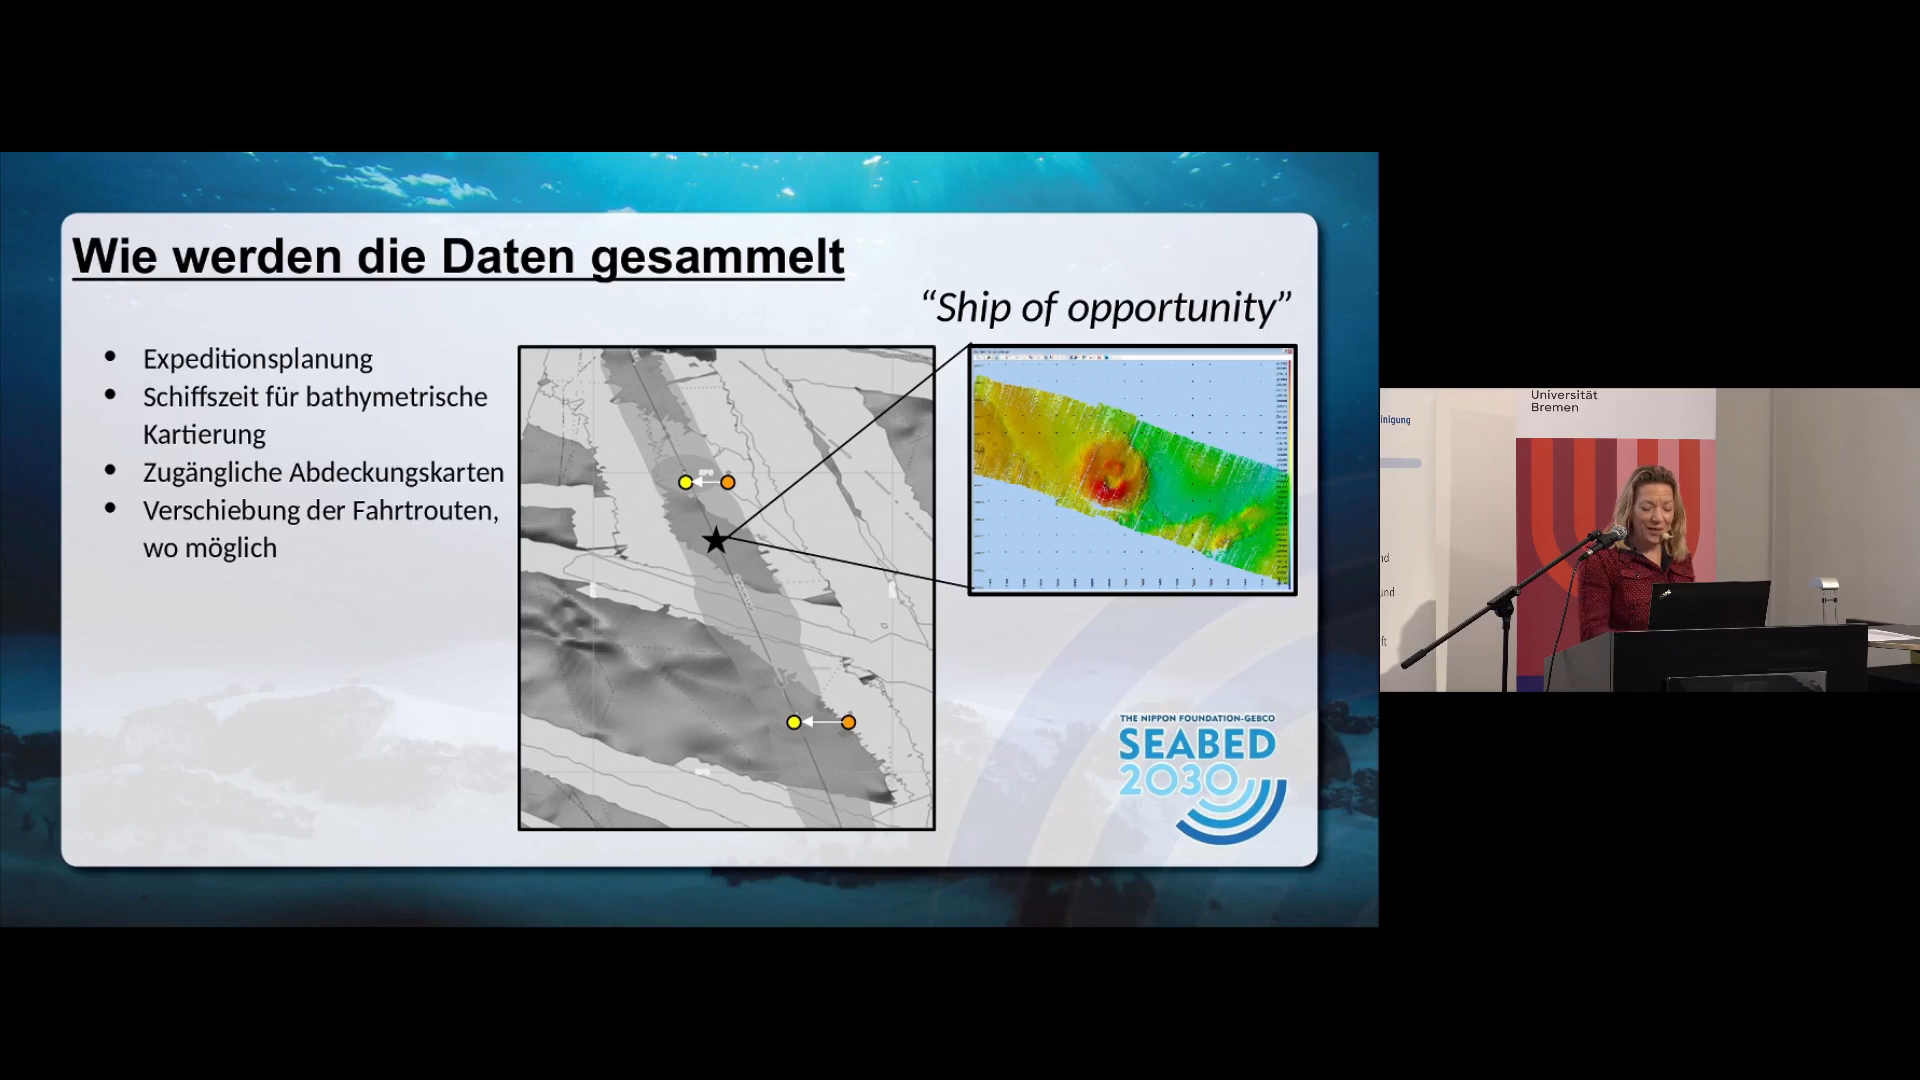 Wie werden die Daten gesammelt
“Ship of opportunity”
• Expeditionsplanung
• Schiffszeit für bathymetrische
Kartierung
• Zugängliche Abdeckungskarten
• Verschiebung der Fahrtrouten,
wo möglich
THE NIPPON FOUNDATION-GEBCO
SEABED
2030
Universität
Bremen